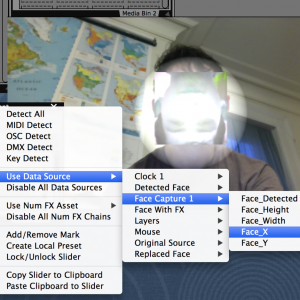 Media Bin 2
Detect All
MIDI Detect
OSC Detect
DMX Detect
Key Detect
Use Data Source
Disable All Data Sources
Use Num FX Asset
Disable All Num FX Chains
Add/Remove Mark
Create Local Preset
Lock/Unlock Slider
Copy Slider to Clipboard
Paste Clipboard to Slider
Clock 1
Detected Face
Face Capture 1
Face With FX
Layers
Mouse
Original Source
Replaced Face
Face_Detected
Face_Height
Face_Width
Face_X
Face_Y